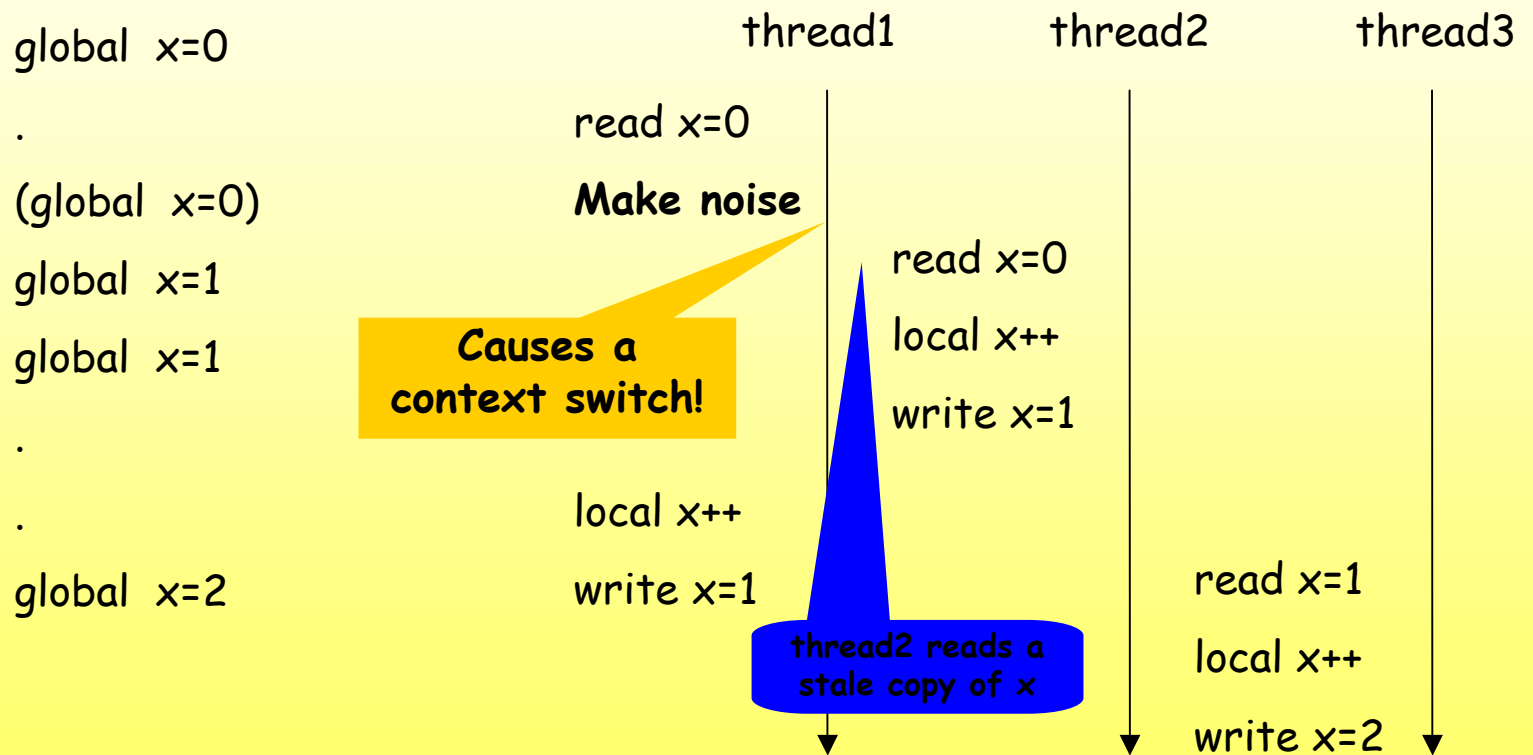 global x=0
.
(global x=0)
global x=1
global x=1
.
.
global x=2
thread1
read x=0
Make noise
Causes a
context switch!
local x++
write x=1
thread2
read x=0
local x++
write x=1
thread2 reads a
stale copy of x
thread3
read x=1
local x++
write x=2